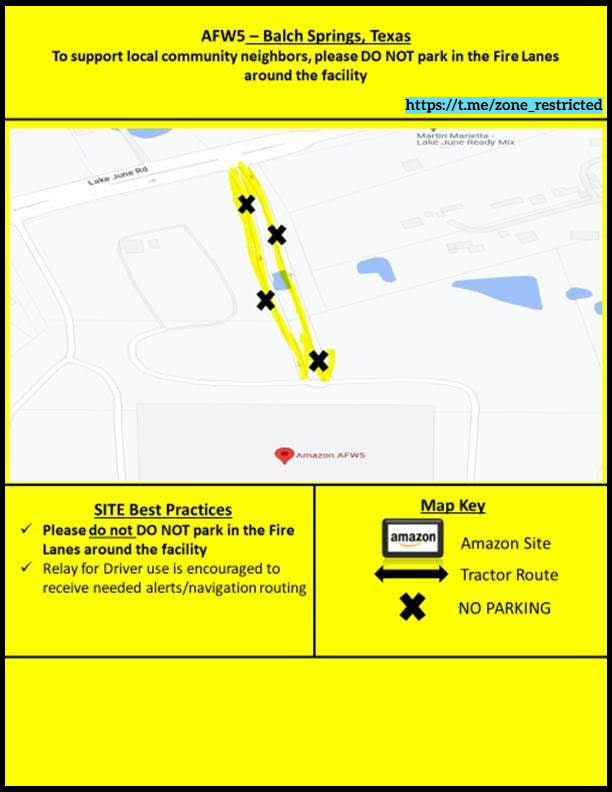 AFW5 – Balch Springs, Texas
To support local community neighbors, please DO NOT park in the Fire Lanes
around the facility
https://t.me/zone_restricted
Martin Marietta -
Lake June Ready Mix
Lake June Rd
Amazon AFW5
SITE Best Practices
✓ Please do not DO NOT park in the Fire
Lanes around the facility
✓ Relay for Driver use is encouraged to
receive needed alerts/navigation routing
Map Key
amazon
Amazon Site
Tractor Route
NO PARKING